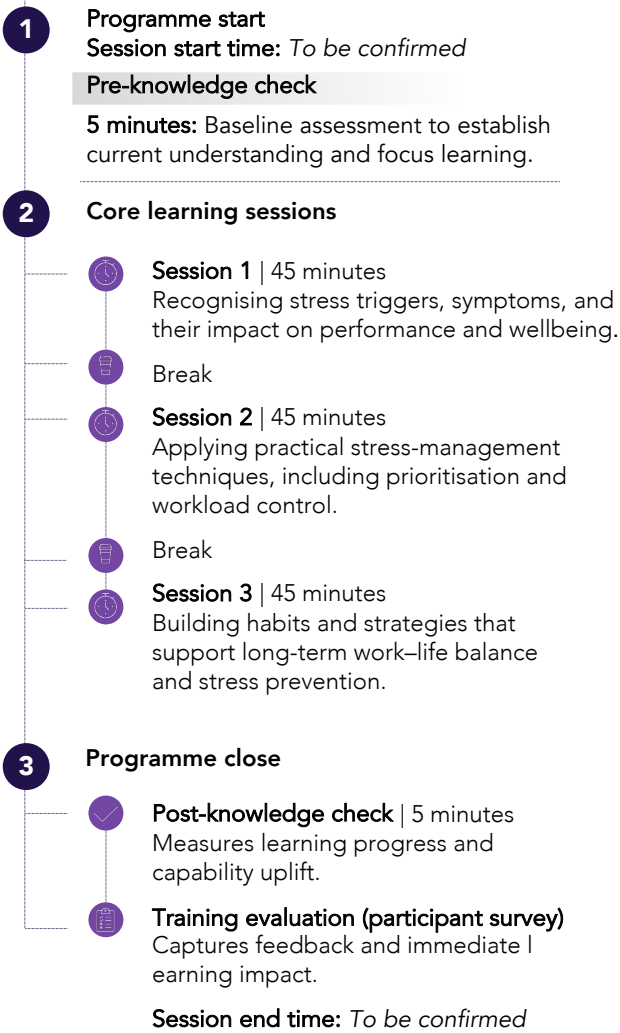 1
Programme start
Session start time: To be confirmed
Pre-knowledge check
5 minutes: Baseline assessment to establish
current understanding and focus learning.
2
Core learning sessions
Session 1 | 45 minutes
Recognising stress triggers, symptoms, and
their impact on performance and wellbeing.
Break
Session 2 | 45 minutes
Applying practical stress-management
techniques, including prioritisation and
workload control.
Break
Session 3 | 45 minutes
Building habits and strategies that
support long-term work–life balance
and stress prevention.
3
Programme close
Post-knowledge check | 5 minutes
Measures learning progress and
capability uplift.
Training evaluation (participant survey)
Captures feedback and immediate l
earning impact.
Session end time: To be confirmed